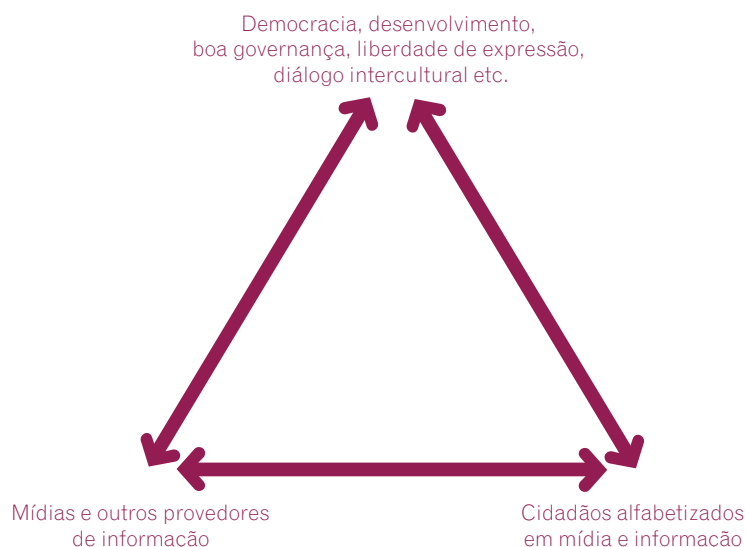 Democracia, desenvolvimento,
boa governança, liberdade de expressão,
diálogo intercultural etc.
Mídias e outros provedores
de informação
Cidadãos alfabetizados
em mídia e informação